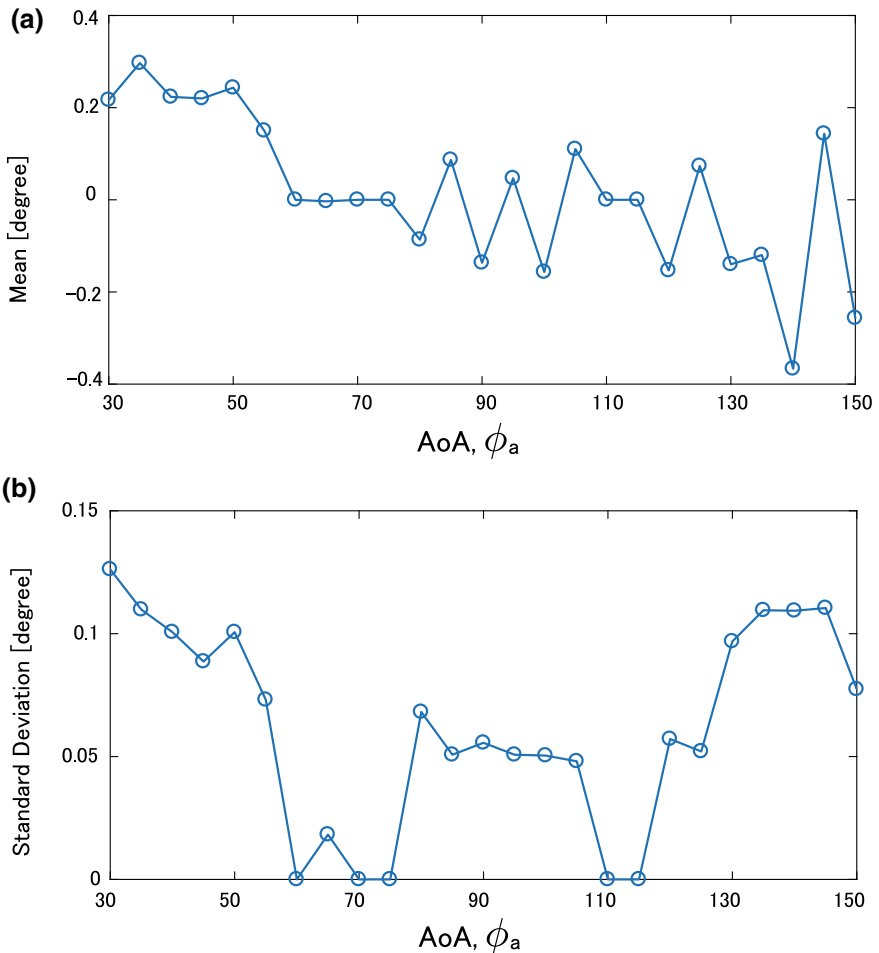 (a)
0.4
0.2
0
−0.2
−0.4
Mean [degree]
30 50 70 90 110 130 150
AoA, ϕa
(b)
0.15
0.1
0.05
0
Standard Deviation [degree]
30 50 70 90 110 130 150
AoA, ϕa